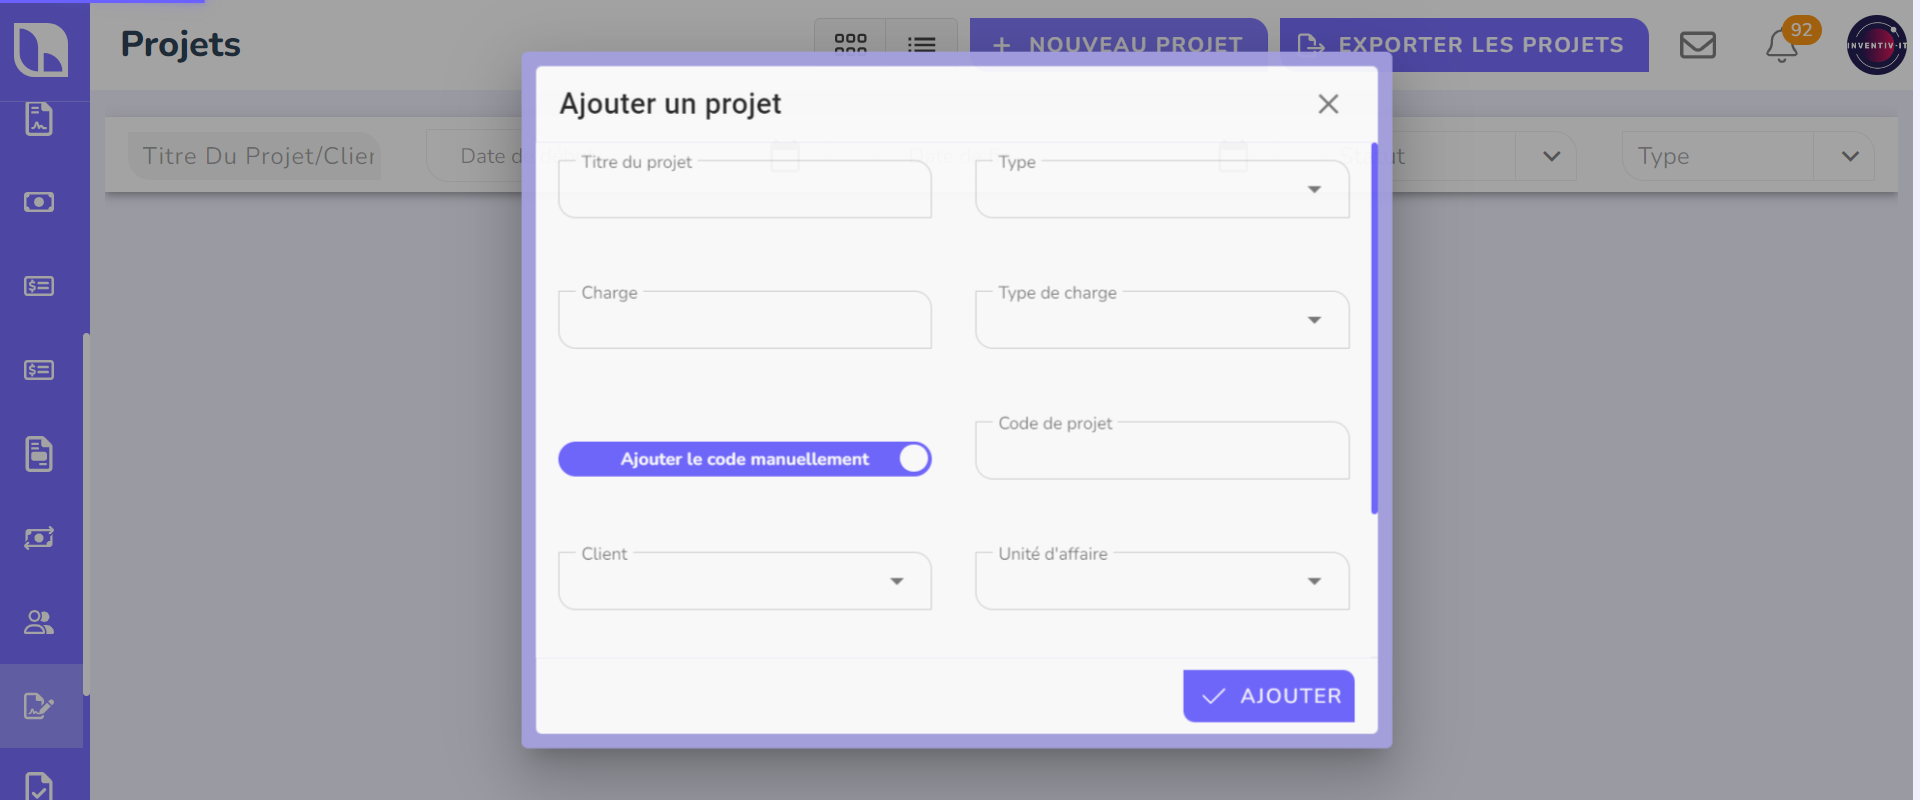 Projets
NOUVEAU PROJET
EXPORTER LES PROJETS
92
INVENTIV-IT
Titre Du Projet/Clier
Date d
Type
Ajouter un projet
Titre du projet
Type
Charge
Type de charge
Ajouter le code manuellement
Code de projet
Client
Unité d'affaire
AJOUTER